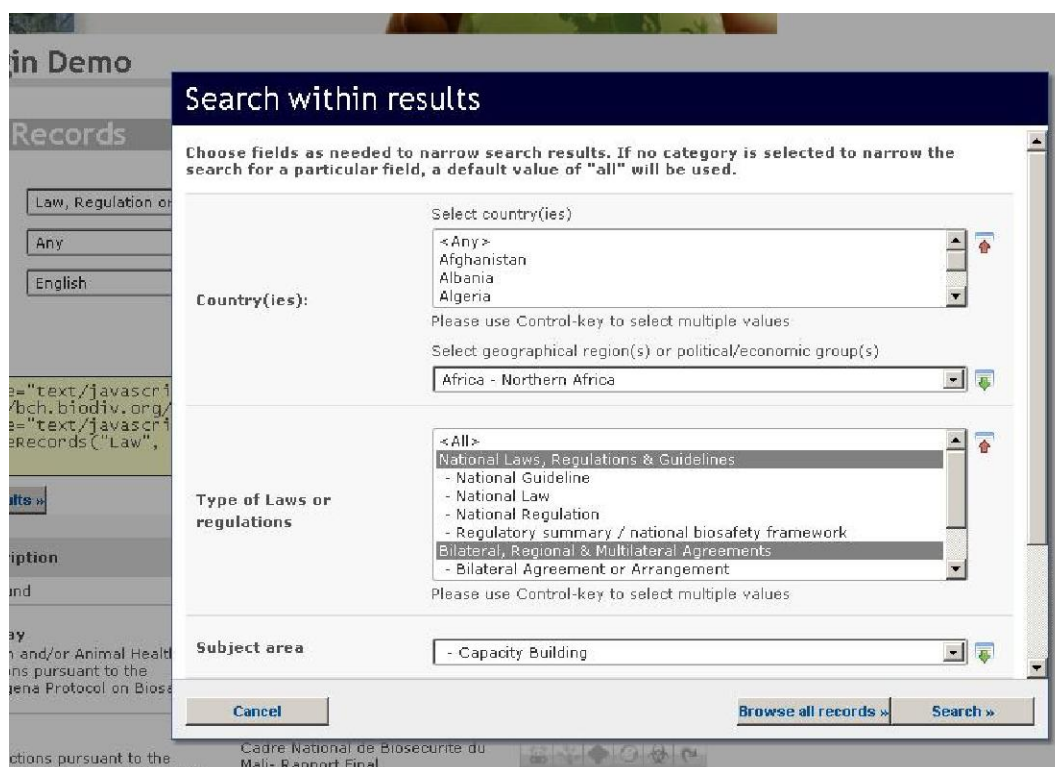 in Demo
Search within results
Records
Choose fields as needed to narrow search results. If no category is selected to narrow the
search for a particular field, a default value of "all" will be used.
Law, Regulation or
Any
English
Country(ies):
Select country(ies)
<Any>
Afghanistan
Albania
Algeria
Please use Control-key to select multiple values
Select geographical region(s) or political/economic group(s)
Africa - Northern Africa
e="text/javascri
/bch.biodiv.org/
e="text/javascri
eRecords("Law",
Type of Laws or
regulations
<All>
National Laws, Regulations & Guidelines
- National Guideline
- National Law
- National Regulation
- Regulatory summary / national biosafety framework
Bilateral, Regional & Multilateral Agreements
- Bilateral Agreement or Arrangement
Please use Control-key to select multiple values
ults »
iption
und
ay
n and/or Animal Healt
ons pursuant to the
gena Protocol on Biosa
Subject area
- Capacity Building
Cancel
Browse all records »
Search »
ctions pursuant to the
Cadre National de Biosecurite du
Mali- Rapport Final